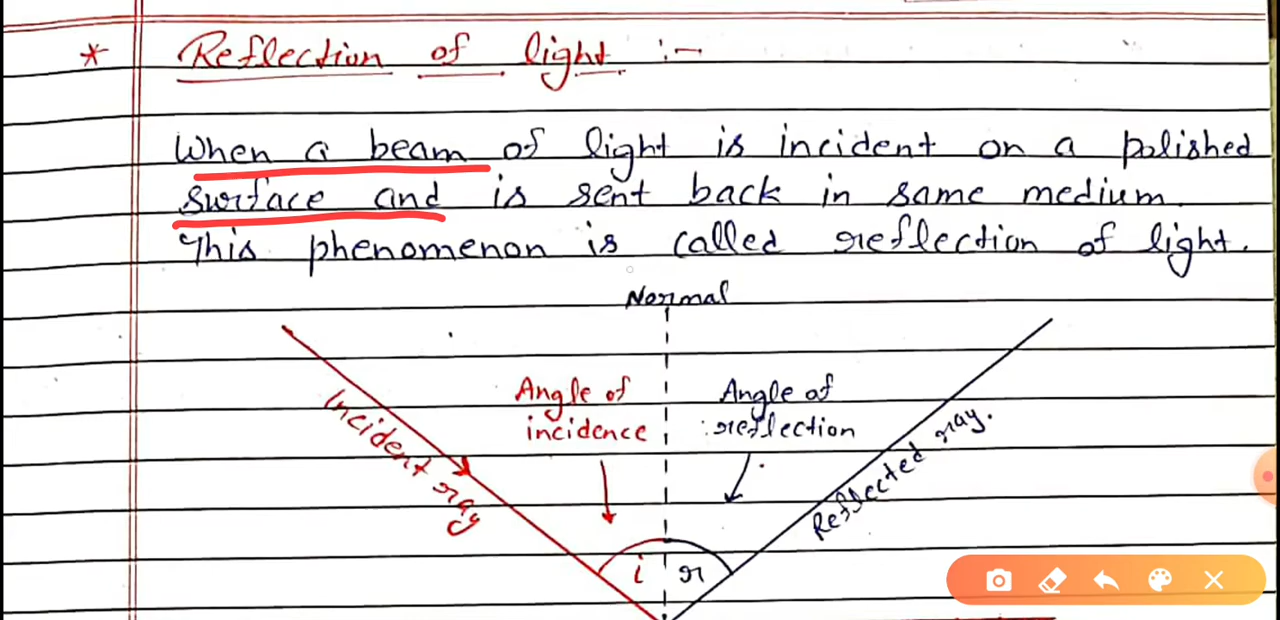 * Reflection of light :-
When a beam of light is incident on a polished
surface and is sent back in same medium.
This phenomenon is called reflection of light.
Normal
Angle of
incidence
Angle of
reflection
Incident ray
Reflected ray.
i
r